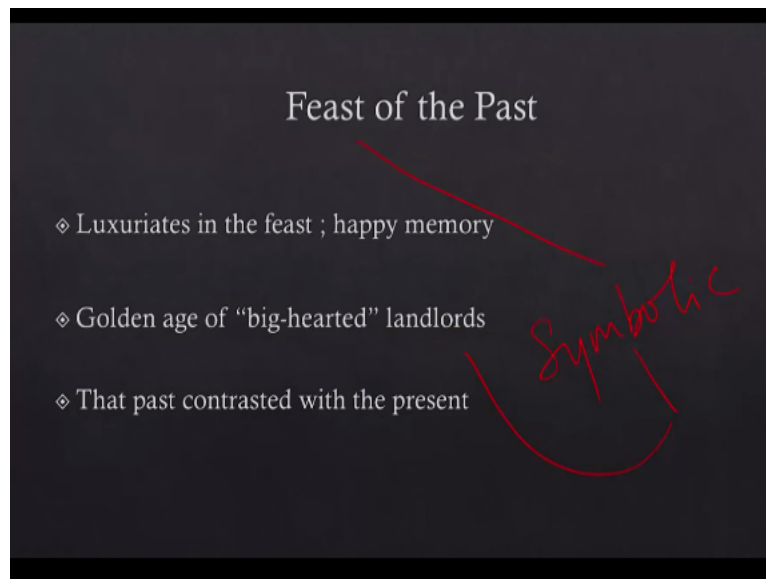 Feast of the Past
◈ Luxuriates in the feast ; happy memory
◈ Golden age of “big-hearted” landlords
Symbolic
◈ That past contrasted with the present